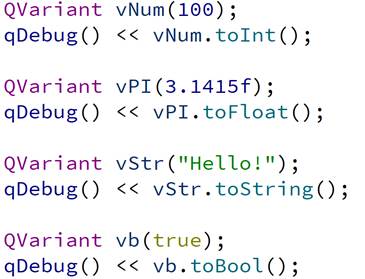 QVariant vNum(100);
qDebug() << vNum.toInt();
QVariant vPI(3.1415f);
qDebug() << vPI.toFloat();
QVariant vStr("Hello!");
qDebug() << vStr.toString();
QVariant vb(true);
qDebug() << vb.toBool();